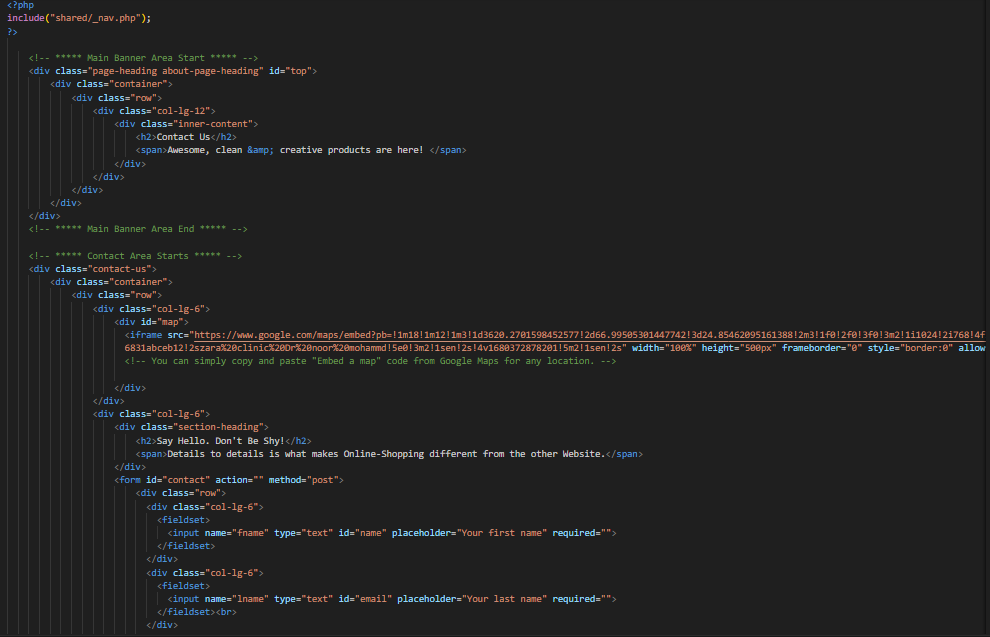 <?php
include("shared/_nav.php");
?>
<!-- ***** Main Banner Area Start ***** -->
<div class="page-heading about-page-heading" id="top">
<div class="container">
<div class="row">
<div class="col-lg-12">
<div class="inner-content">
<h2>Contact Us</h2>
<span>Awesome, clean &amp; creative products are here! </span>
</div>
</div>
</div>
</div>
</div>
<!-- ***** Main Banner Area End ***** -->
<!-- ***** Contact Area Starts ***** -->
<div class="contact-us">
<div class="container">
<div class="row">
<div class="col-lg-6">
<div id="map">
<iframe src="https://www.google.com/maps/embed?pb=!1m18!1m12!1m3!1d3620.2701598452577!2d66.99505301447742!3d24.85462095161388!2m3!1f0!2f0!3f0!3m2!1i1024!2i768!4f
6831abceb12!2szara%20clinic%20Dr%20noor%20mohammd!5e0!3m2!1sen!2s!4v1680372878201!5m2!1sen!2s" width="100%" height="500px" frameborder="0" style="border:0" allow
<!-- You can simply copy and paste "Embed a map" code from Google Maps for any location. -->
</div>
</div>
<div class="col-lg-6">
<div class="section-heading">
<h2>Say Hello. Don't Be Shy!</h2>
<span>Details to details is what makes Online-Shopping different from the other Website.</span>
</div>
<form id="contact" action="" method="post">
<div class="row">
<div class="col-lg-6">
<fieldset>
<input name="fname" type="text" id="name" placeholder="Your first name" required="">
</fieldset>
</div>
<div class="col-lg-6">
<fieldset>
<input name="lname" type="text" id="email" placeholder="Your last name" required="">
</fieldset><br>
</div>